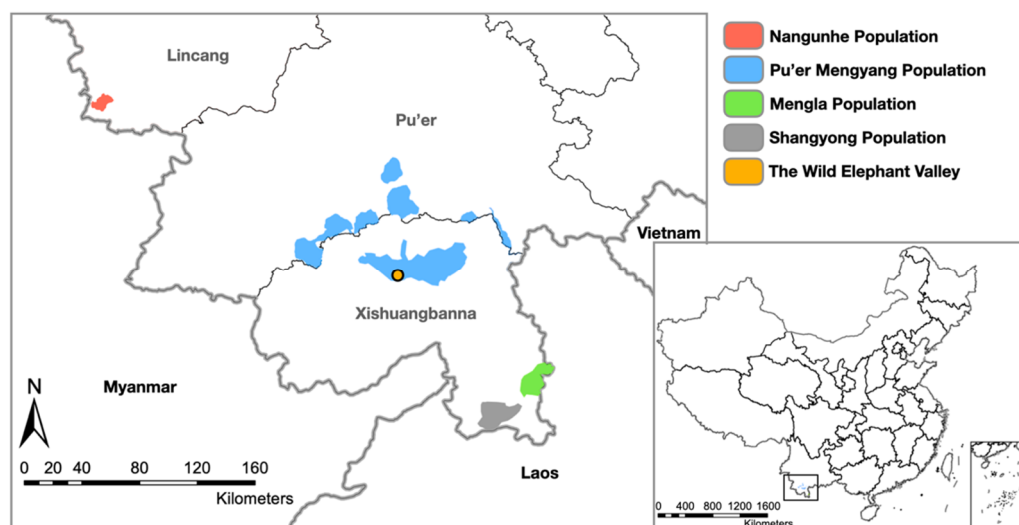 Lincang
Pu'er
Xishuangbanna
Myanmar
Laos
Vietnam
N
0 20 40 80 120 160
Kilometers
Nangunhe Population
Pu'er Mengyang Population
Mengla Population
Shangyong Population
The Wild Elephant Valley
0 400 800 1200 1600
Kilometers